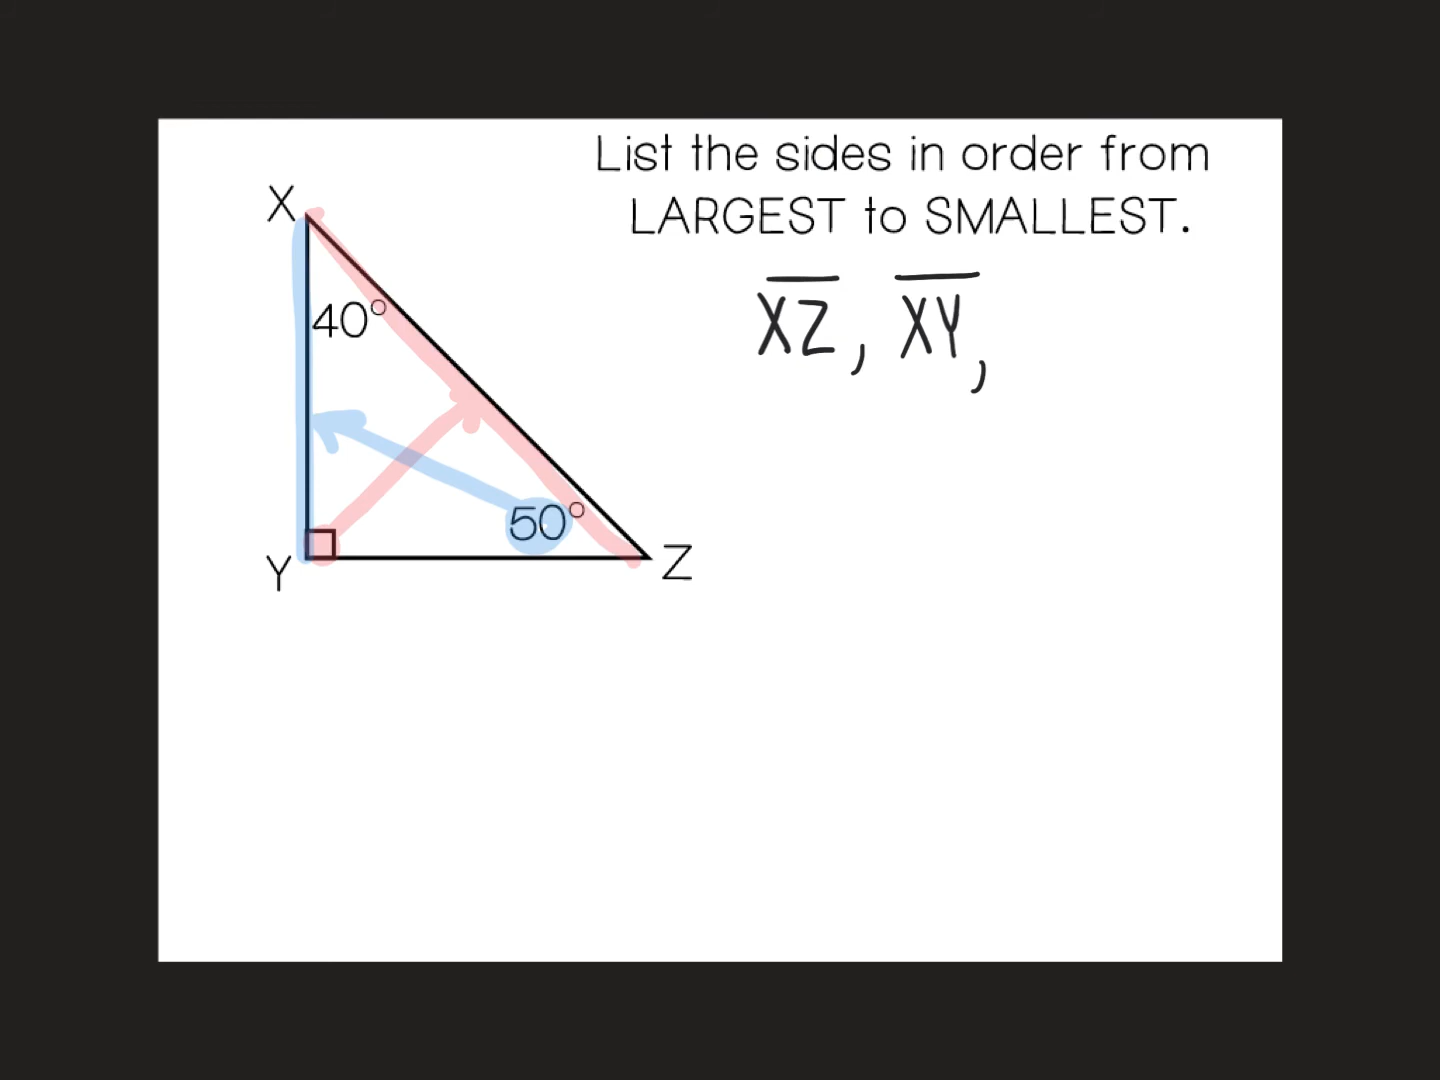 List the sides in order from
LARGEST to SMALLEST.
X
XZ, XY,
40°
50°
Y
Z